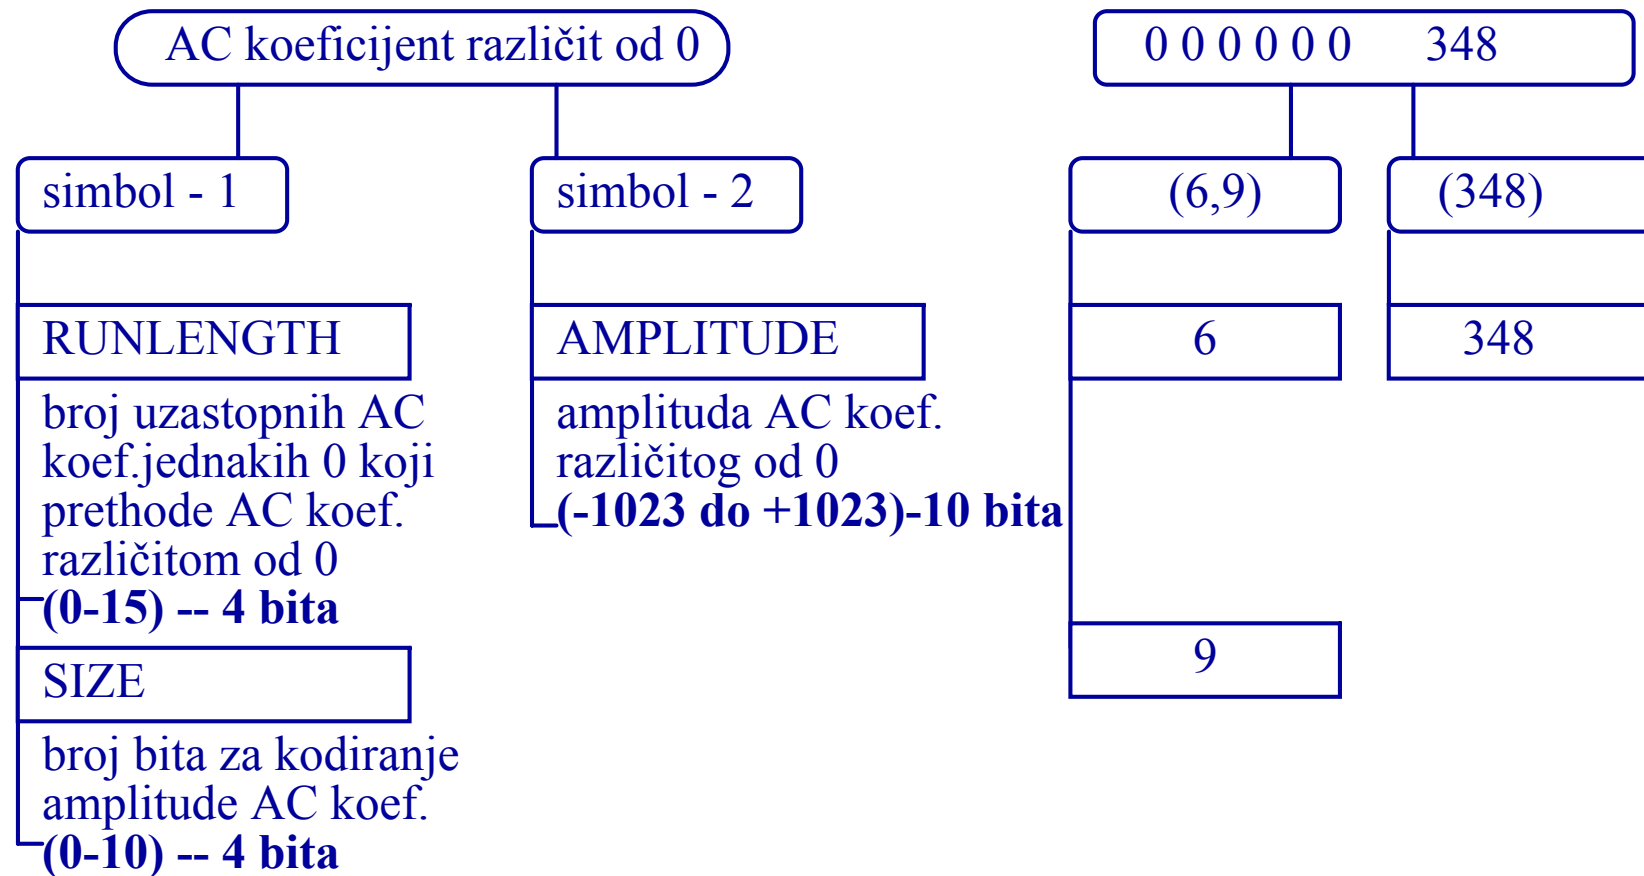 AC koeficijent različit od 0
simbol - 1
RUNLENGTH
broj uzastopnih AC
koef.jednakih 0 koji
prethode AC koef.
različitom od 0
(0-15) -- 4 bita
SIZE
broj bita za kodiranje
amplitude AC koef.
(0-10) -- 4 bita
simbol - 2
AMPLITUDE
amplituda AC koef.
različitog od 0
(-1023 do +1023)-10 bita
0 0 0 0 0 0 348
(6,9)
6
9
(348)
348